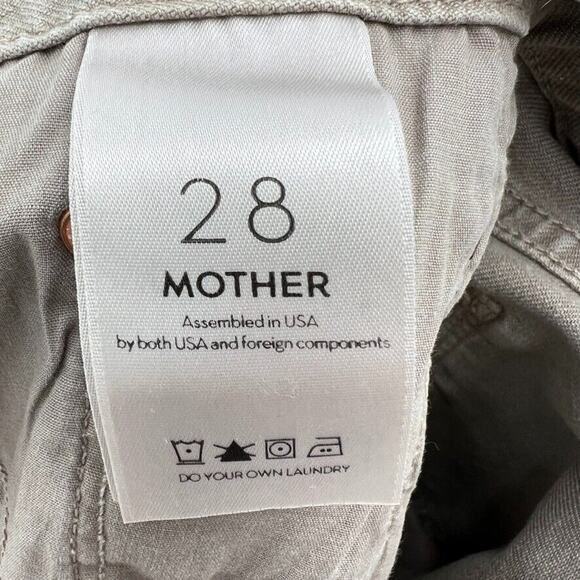 28
MOTHER
Assembled in USA
by both USA and foreign components
DO YOUR OWN LAUNDRY